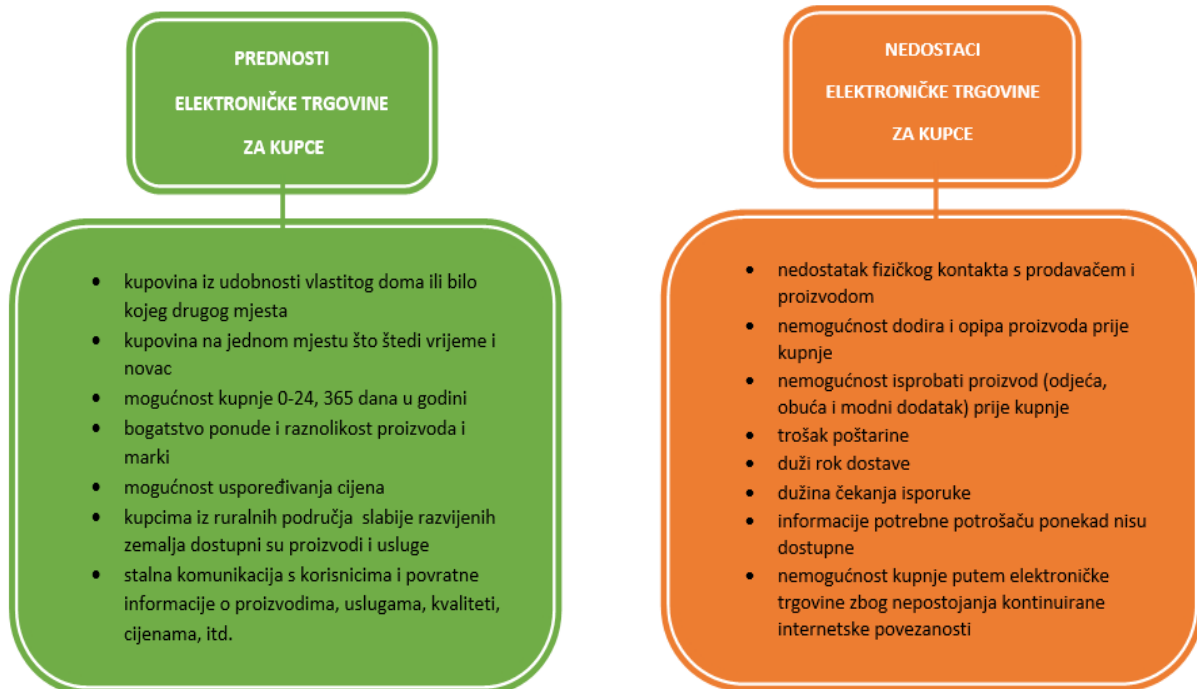 PREDNOSTI
ELEKTRONIČKE TRGOVINE
ZA KUPCE
• kupovina iz udobnosti vlastitog doma ili bilo
kojeg drugog mjesta
• kupovina na jednom mjestu što štedi vrijeme i
novac
• mogućnost kupnje 0-24, 365 dana u godini
• bogatstvo ponude i raznolikost proizvoda i
marki
• mogućnost uspoređivanja cijena
• kupcima iz ruralnih područja slabije razvijenih
zemalja dostupni su proizvodi i usluge
• stalna komunikacija s korisnicima i povratne
informacije o proizvodima, uslugama, kvaliteti,
cijenama, itd.
NEDOSTACI
ELEKTRONIČKE TRGOVINE
ZA KUPCE
• nedostatak fizičkog kontakta s prodavačem i
proizvodom
• nemogućnost dodira i opipa proizvoda prije
kupnje
• nemogućnost isprobati proizvod (odjeća,
obuća i modni dodatak) prije kupnje
• trošak poštarine
• duži rok dostave
• dužina čekanja isporuke
• informacije potrebne potrošaču ponekad nisu
dostupne
• nemogućnost kupnje putem elektroničke
trgovine zbog nepostojanja kontinuirane
internetske povezanosti